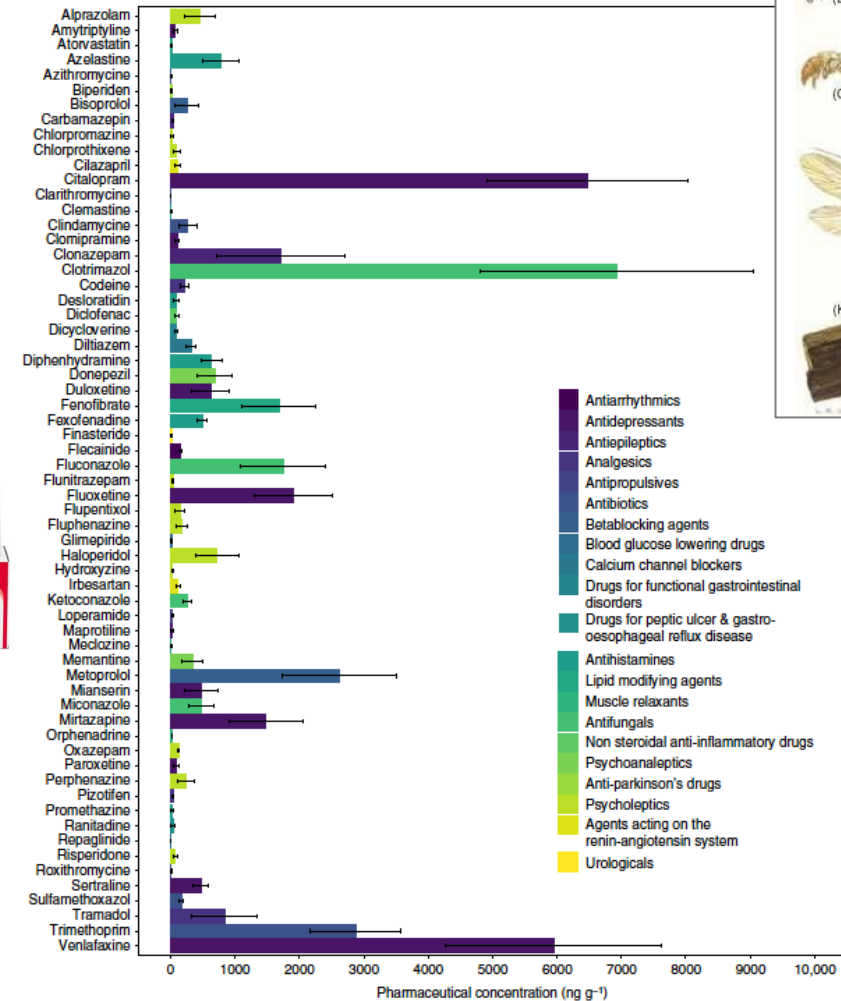 Alprazolam
Amytriptyline
Atorvastatin
Azelastine
Azithromycine
Biperiden
Bisoprolol
Carbamazepin
Chlorpromazine
Chlorprothixene
Cilazapril
Citalopram
Clarithromycine
Clemastine
Clindamycine
Clomipramine
Clonazepam
Clotrimazol
Codeine
Desloratidin
Diclofenac
Dicycloverine
Diltiazem
Diphenhydramine
Donepezil
Duloxetine
Fenofibrate
Fexofenadine
Finasteride
Flecainide
Fluconazole
Flunitrazepam
Fluoxetine
Flupentixol
Fluphenazine
Glimepiride
Haloperidol
Hydroxyzine
Irbesartan
Ketoconazole
Loperamide
Maprotiline
Meclozine
Memantine
Metoprolol
Mianserin
Miconazole
Mirtazapine
Orphenadrine
Oxazepam
Paroxetine
Perphenazine
Pizotifen
Promethazine
Ranitadine
Repaglinide
Risperidone
Roxithromycine
Sertraline
Sulfamethoxazol
Tramadol
Trimethoprim
Venlafaxine
Antiarrhythmics
Antidepressants
Antiepileptics
Analgesics
Antipropulsives
Antibiotics
Betablocking agents
Blood glucose lowering drugs
Calcium channel blockers
Drugs for functional gastrointestinal
disorders
Drugs for peptic ulcer & gastro-
oesophageal reflux disease
Antihistamines
Lipid modifying agents
Muscle relaxants
Antifungals
Non steroidal anti-inflammatory drugs
Psychoanaleptics
Anti-parkinson's drugs
Psycholeptics
Agents acting on the
renin-angiotensin system
Urologicals
0 1000 2000 3000 4000 5000 6000 7000 8000 9000 10,000
Pharmaceutical concentration (ng g⁻¹)